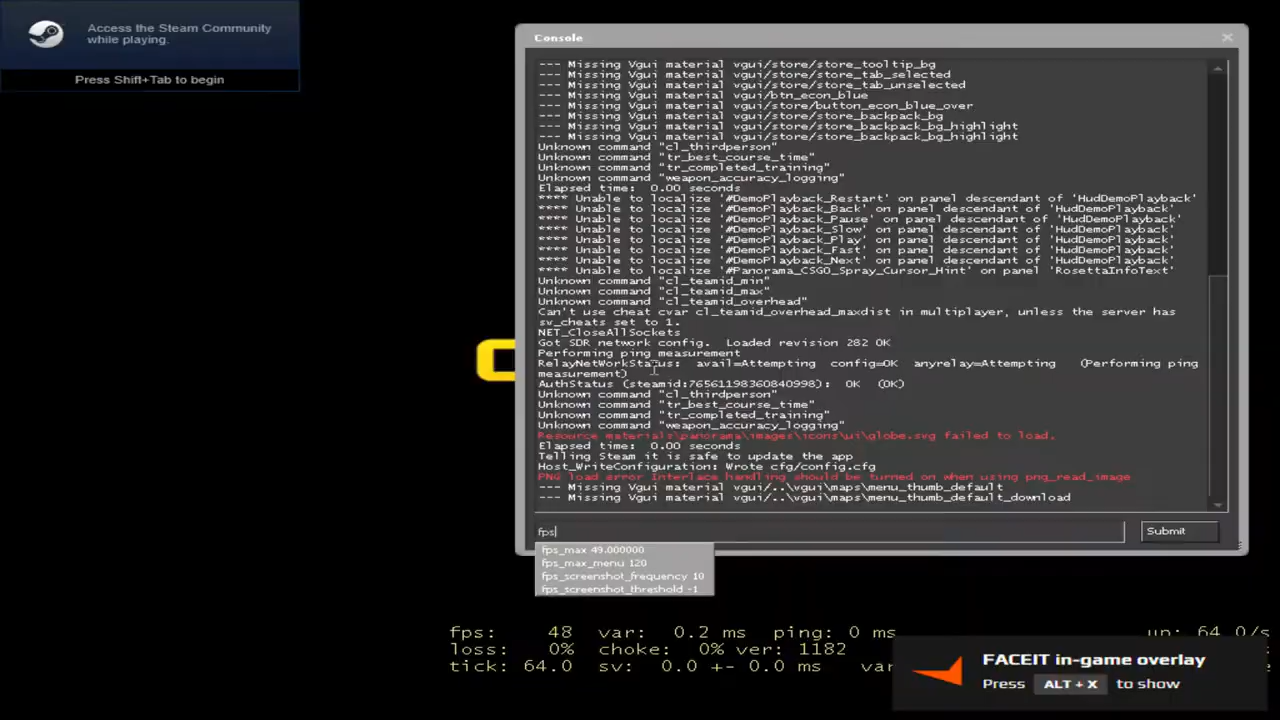 Access the Steam Community
while playing.
Press Shift+Tab to begin
Console
--- Missing Vgui material vgui/store/store_tooltip_bg
--- Missing Vgui material vgui/store/store_tab_selected
--- Missing Vgui material vgui/store/store_tab_unselected
--- Missing Vgui material vgui/btn_econ_blue
--- Missing Vgui material vgui/store/button_econ_blue_over
--- Missing Vgui material vgui/store/store_backpack_bg
--- Missing Vgui material vgui/store/store_backpack_bg_highlight
--- Missing Vgui material vgui/store/store_backpack_bg_highlight
Unknown command "cl_thirdperson"
Unknown command "tr_best_course_time"
Unknown command "tr_completed_training"
Unknown command "weapon_accuracy_logging"
Elapsed time: 0.00 seconds
**** Unable to localize '#DemoPlayback_Restart' on panel descendant of 'HudDemoPlayback'
**** Unable to localize '#DemoPlayback_Back' on panel descendant of 'HudDemoPlayback'
**** Unable to localize '#DemoPlayback_Pause' on panel descendant of 'HudDemoPlayback'
**** Unable to localize '#DemoPlayback_Slow' on panel descendant of 'HudDemoPlayback'
**** Unable to localize '#DemoPlayback_Play' on panel descendant of 'HudDemoPlayback'
**** Unable to localize '#DemoPlayback_Fast' on panel descendant of 'HudDemoPlayback'
**** Unable to localize '#DemoPlayback_Next' on panel descendant of 'HudDemoPlayback'
**** Unable to localize '#Panorama_CSGO_Spray_Cursor_Hint' on panel 'RosettaInfoText'
Unknown command "cl_teamid_min"
Unknown command "cl_teamid_max"
Unknown command "cl_teamid_overhead"
Can't use cheat cvar cl_teamid_overhead_maxdist in multiplayer, unless the server has
sv_cheats set to 1.
NET_CloseAllSockets
Got SDR network config. Loaded revision 282 OK
Performing ping measurement
RelayNetWorkStatus: avail=Attempting config=OK anyrelay=Attempting (Performing ping
measurement)
AuthStatus (steamid:76561198360840998): OK (OK)
Unknown command "cl_thirdperson"
Unknown command "tr_best_course_time"
Unknown command "tr_completed_training"
Unknown command "weapon_accuracy_logging"
Resource materials\panorama\images\icons\ui\globe.svg failed to load.
Elapsed time: 0.00 seconds
Telling Steam it is safe to update the app
Host_WriteConfiguration: Wrote cfg/config.cfg
PNG load error Interlace handling should be turned on when using png_read_image
--- Missing Vgui material vgui/..\vgui\maps\menu_thumb_default
--- Missing Vgui material vgui/..\vgui\maps\menu_thumb_default_download
fps
Submit
fps_max 49.000000
fps_max_menu 120
fps_screenshot_frequency 10
fps_screenshot_threshold -1
fps: 48 var: 0.2 ms ping: 0 ms up: 64.0/s
loss: 0% choke: 0% ver: 1182
tick: 64.0 sv: 0.0 +- 0.0 ms var
FACEIT in-game overlay
Press ALT + X to show